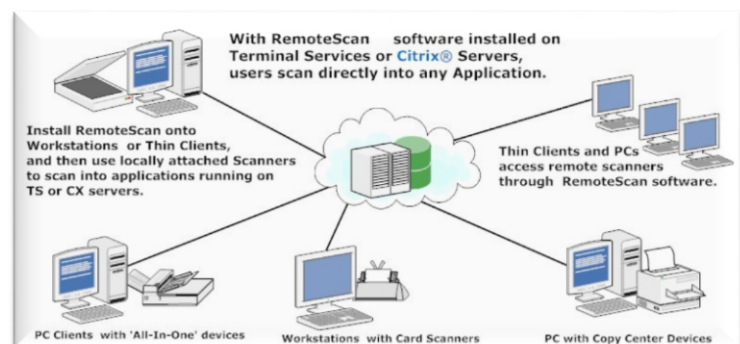 With RemoteScan software installed on
Terminal Services or Citrix® Servers,
users scan directly into any Application.
Install RemoteScan onto
Workstations or Thin Clients,
and then use locally attached Scanners
to scan into applications running on
TS or CX servers.
Thin Clients and PCs
access remote scanners
through RemoteScan software.
PC Clients with 'All-In-One' devices
Workstations with Card Scanners
PC with Copy Center Devices